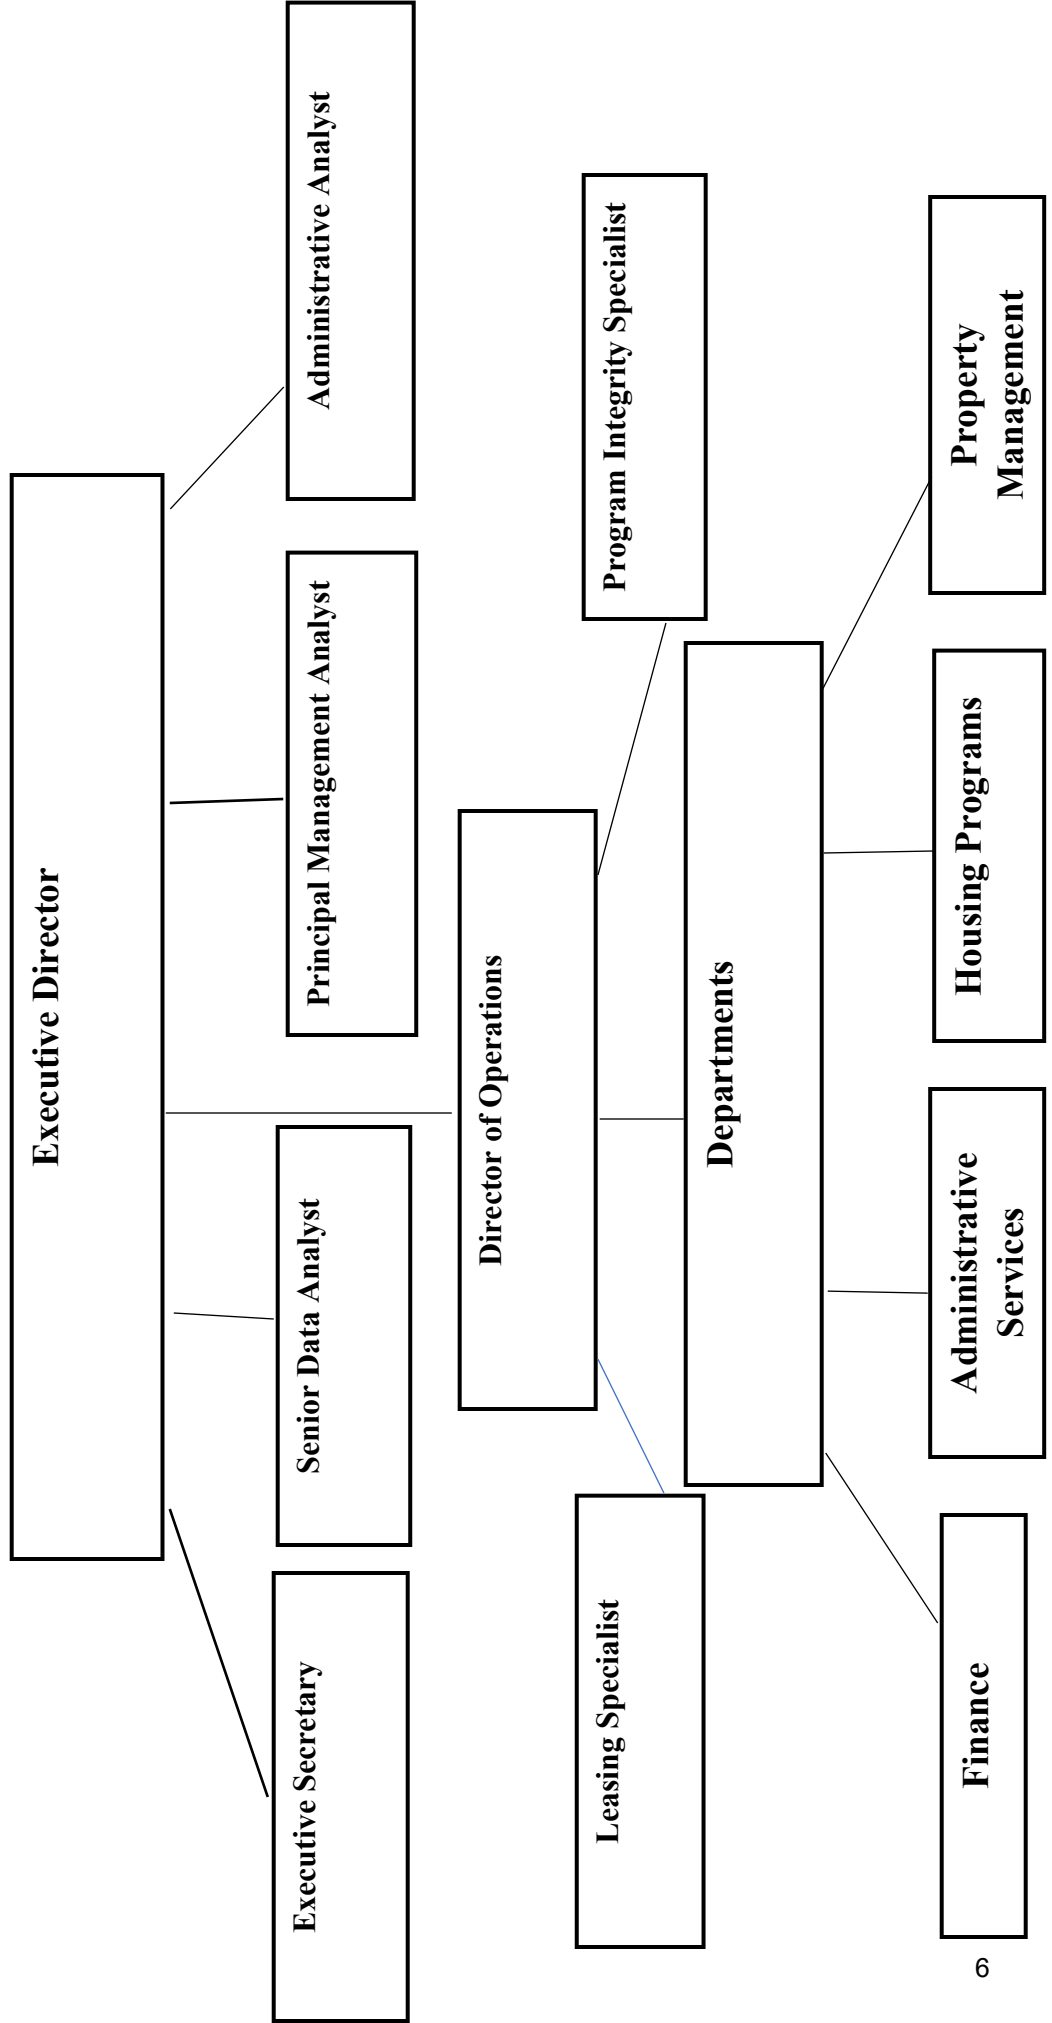 Executive Director
Executive Secretary
Senior Data Analyst
Principal Management Analyst
Administrative Analyst
Director of Operations
Leasing Specialist
Program Integrity Specialist
Departments
Finance
Administrative
Services
Housing Programs
Property
Management
6